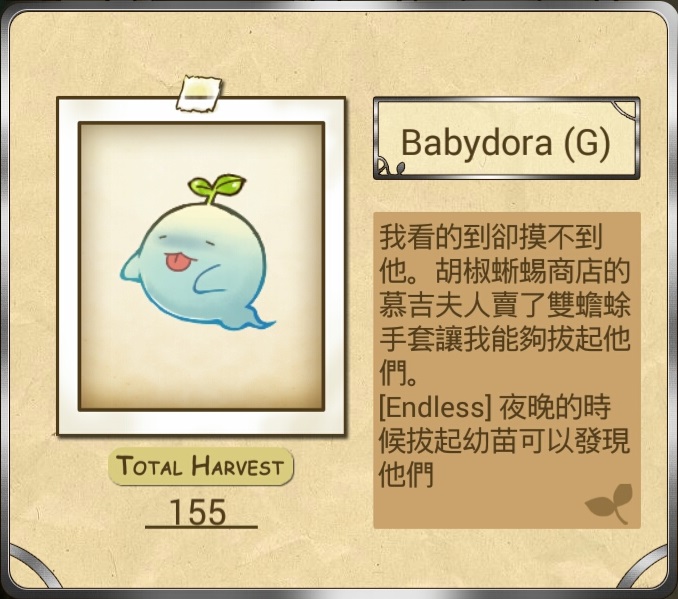 Babydora (G)
我看的到卻摸不到
他。胡椒蜥蜴商店的
慕吉夫人賣了雙蟾蜍
手套讓我能夠拔起他
們。
[Endless] 夜晚的時
候拔起幼苗可以發現
他們
TOTAL HARVEST
155